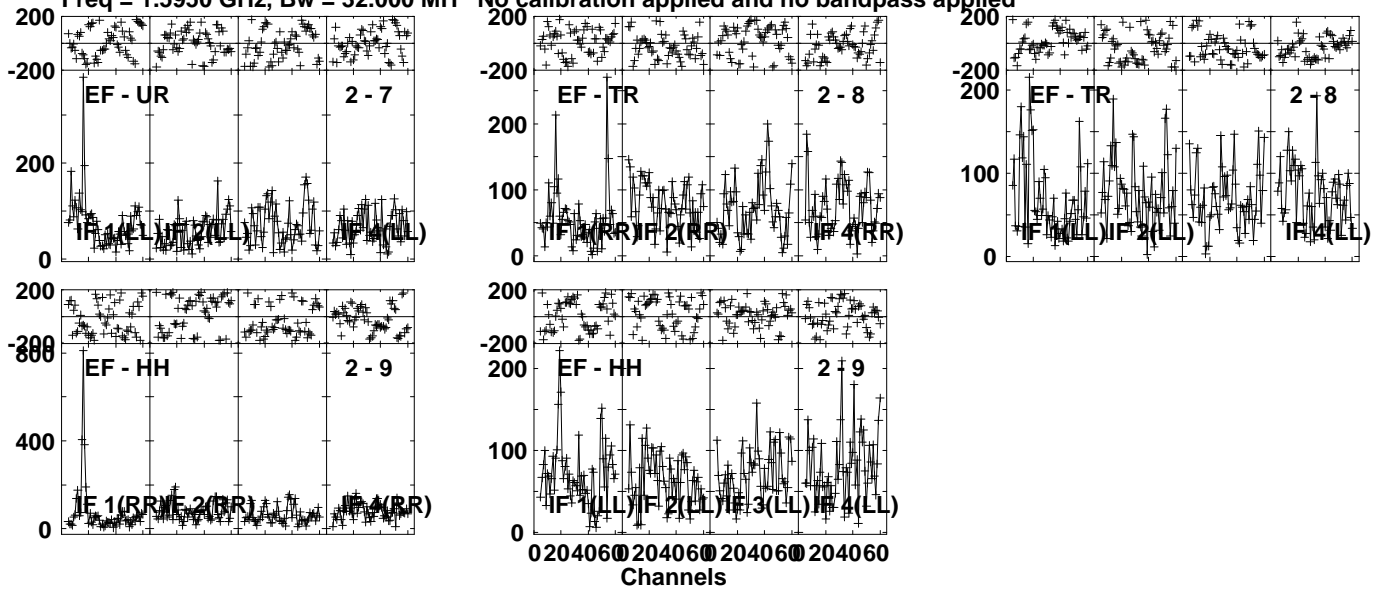 Freq = 1.5950 GHz, Bw = 32.000 MH No calibration applied and no bandpass applied
200
-200
EF - UR 2 - 7
200
0
IF 1(LL) IF 2(LL) IF 4(LL)
200
-200
EF - TR 2 - 8
200
100
0
IF 1(RR) IF 2(RR) IF 4(RR)
200
-200
200
EF - TR 2 - 8
100
0
IF 1(LL) IF 2(LL) IF 4(LL)
200
-200
800
EF - HH 2 - 9
400
0
IF 1(RR) IF 2(RR) IF 4(RR)
200
-200
200
EF - HH 2 - 9
100
0
IF 1(LL) IF 2(LL) IF 3(LL) IF 4(LL)
0 20 40 60 0 20 40 60 0 20 40 60 0 20 40 60
Channels